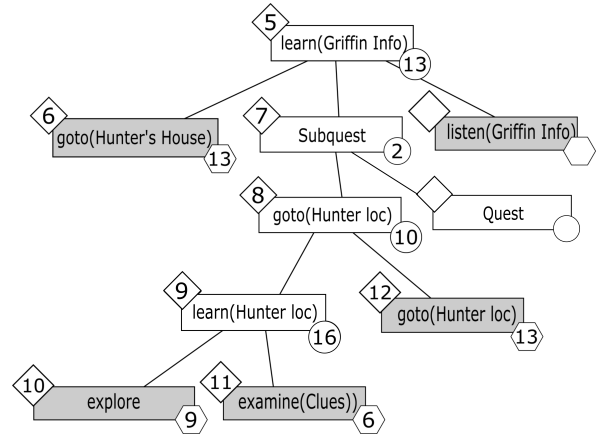 5
learn(Griffin Info)
13
6
goto(Hunter's House)
13
7
Subquest
2
listen(Griffin Info)
8
goto(Hunter loc)
10
Quest
9
learn(Hunter loc)
16
12
goto(Hunter loc)
13
10
explore
9
11
examine(Clues))
6